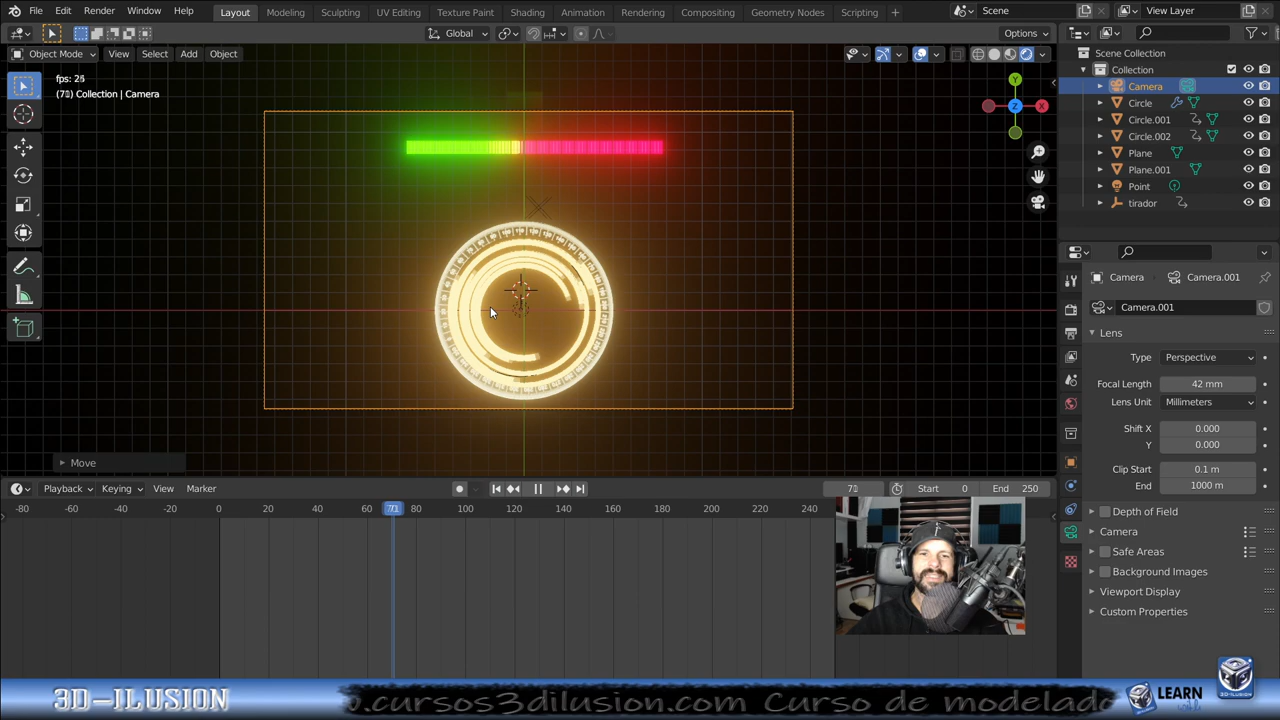 File Edit Render Window Help Layout Modeling Sculpting UV Editing Texture Paint Shading Animation Rendering Compositing Geometry Nodes Scripting + Scene View Layer
Global Options
Object Mode View Select Add Object
fps: 25
(71) Collection | Camera
Y
X
Z
Move
Scene Collection
Collection
Camera
Circle
Circle.001
Circle.002
Plane
Plane.001
Point
tirador
Camera Camera.001
Camera.001
Lens
Type Perspective
Focal Length 42 mm
Lens Unit Millimeters
Shift X 0.000
Y 0.000
Clip Start 0.1 m
End 1000 m
Depth of Field
Camera
Safe Areas
Background Images
Viewport Display
Custom Properties
Playback Keying View Marker 71 Start 0 End 250
-80 -60 -40 -20 0 20 40 71 80 100 120 140 160 180 200 220 240
3D-ILUSION
.cursos3dilusion.com Curso de modelado
LEARN
3D-ILUSION